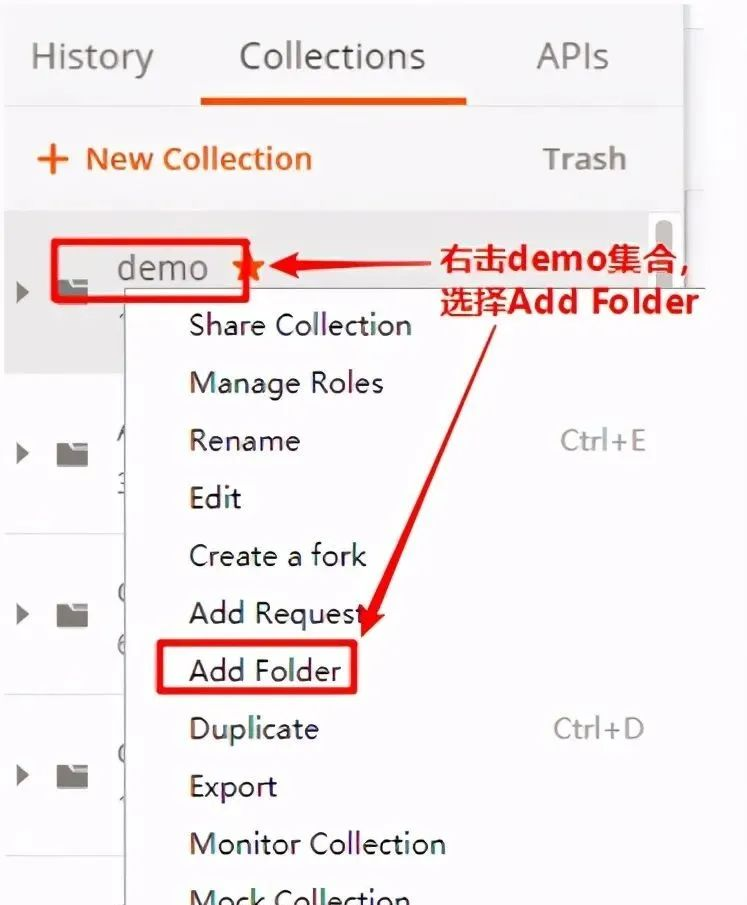 History Collections APIs
+ New Collection Trash
demo
右击demo集合，
选择Add Folder
Share Collection
Manage Roles
Rename Ctrl+E
Edit
Create a fork
Add Request
Add Folder
Duplicate Ctrl+D
Export
Monitor Collection
Mock Collection